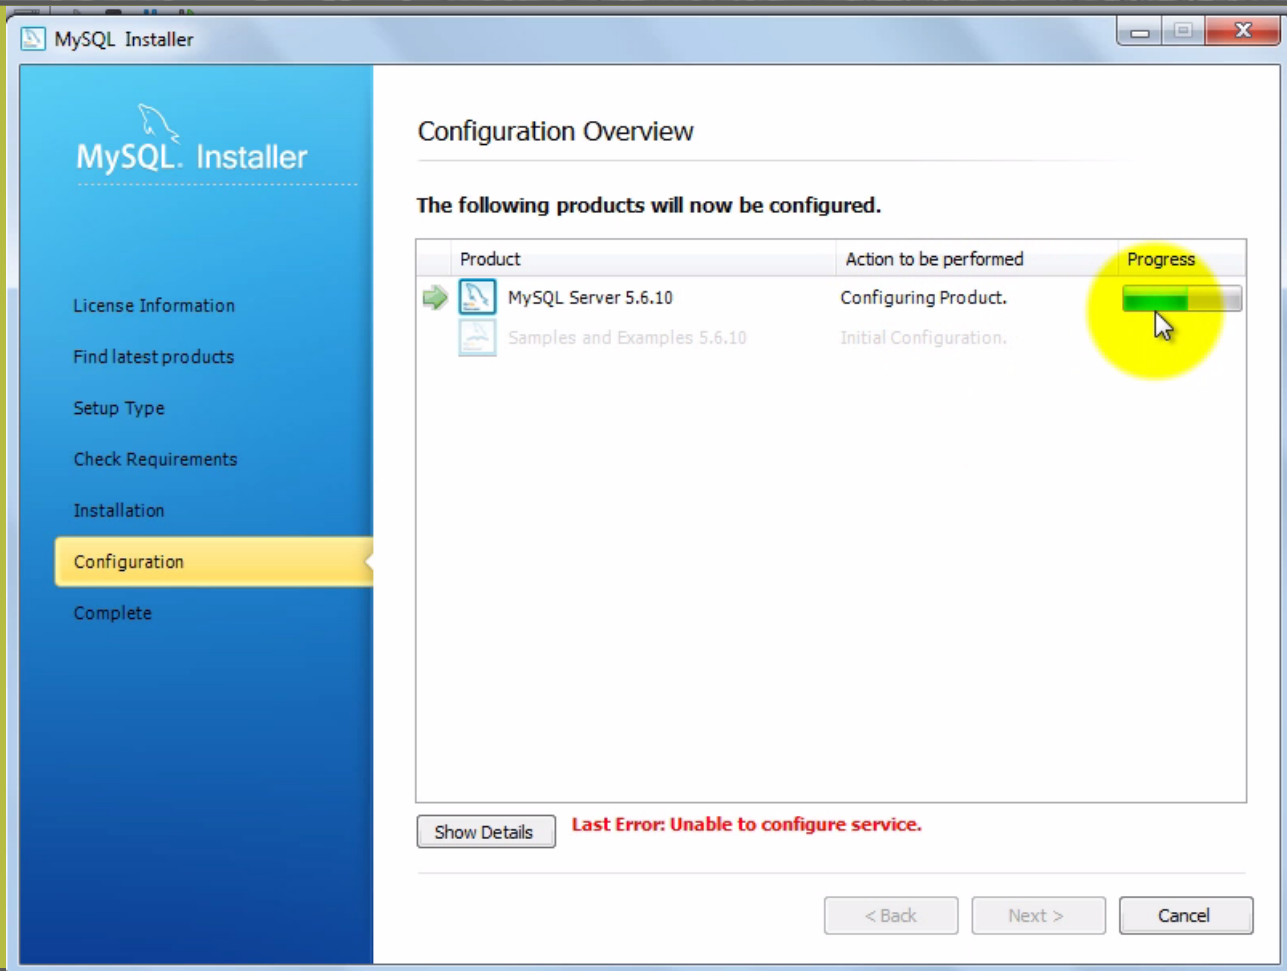 MySQL Installer
MySQL. Installer
License Information
Find latest products
Setup Type
Check Requirements
Installation
Configuration
Complete
Configuration Overview
The following products will now be configured.
Product Action to be performed Progress
MySQL Server 5.6.10 Configuring Product.
Samples and Examples 5.6.10 Initial Configuration.
Show Details Last Error: Unable to configure service.
< Back Next > Cancel